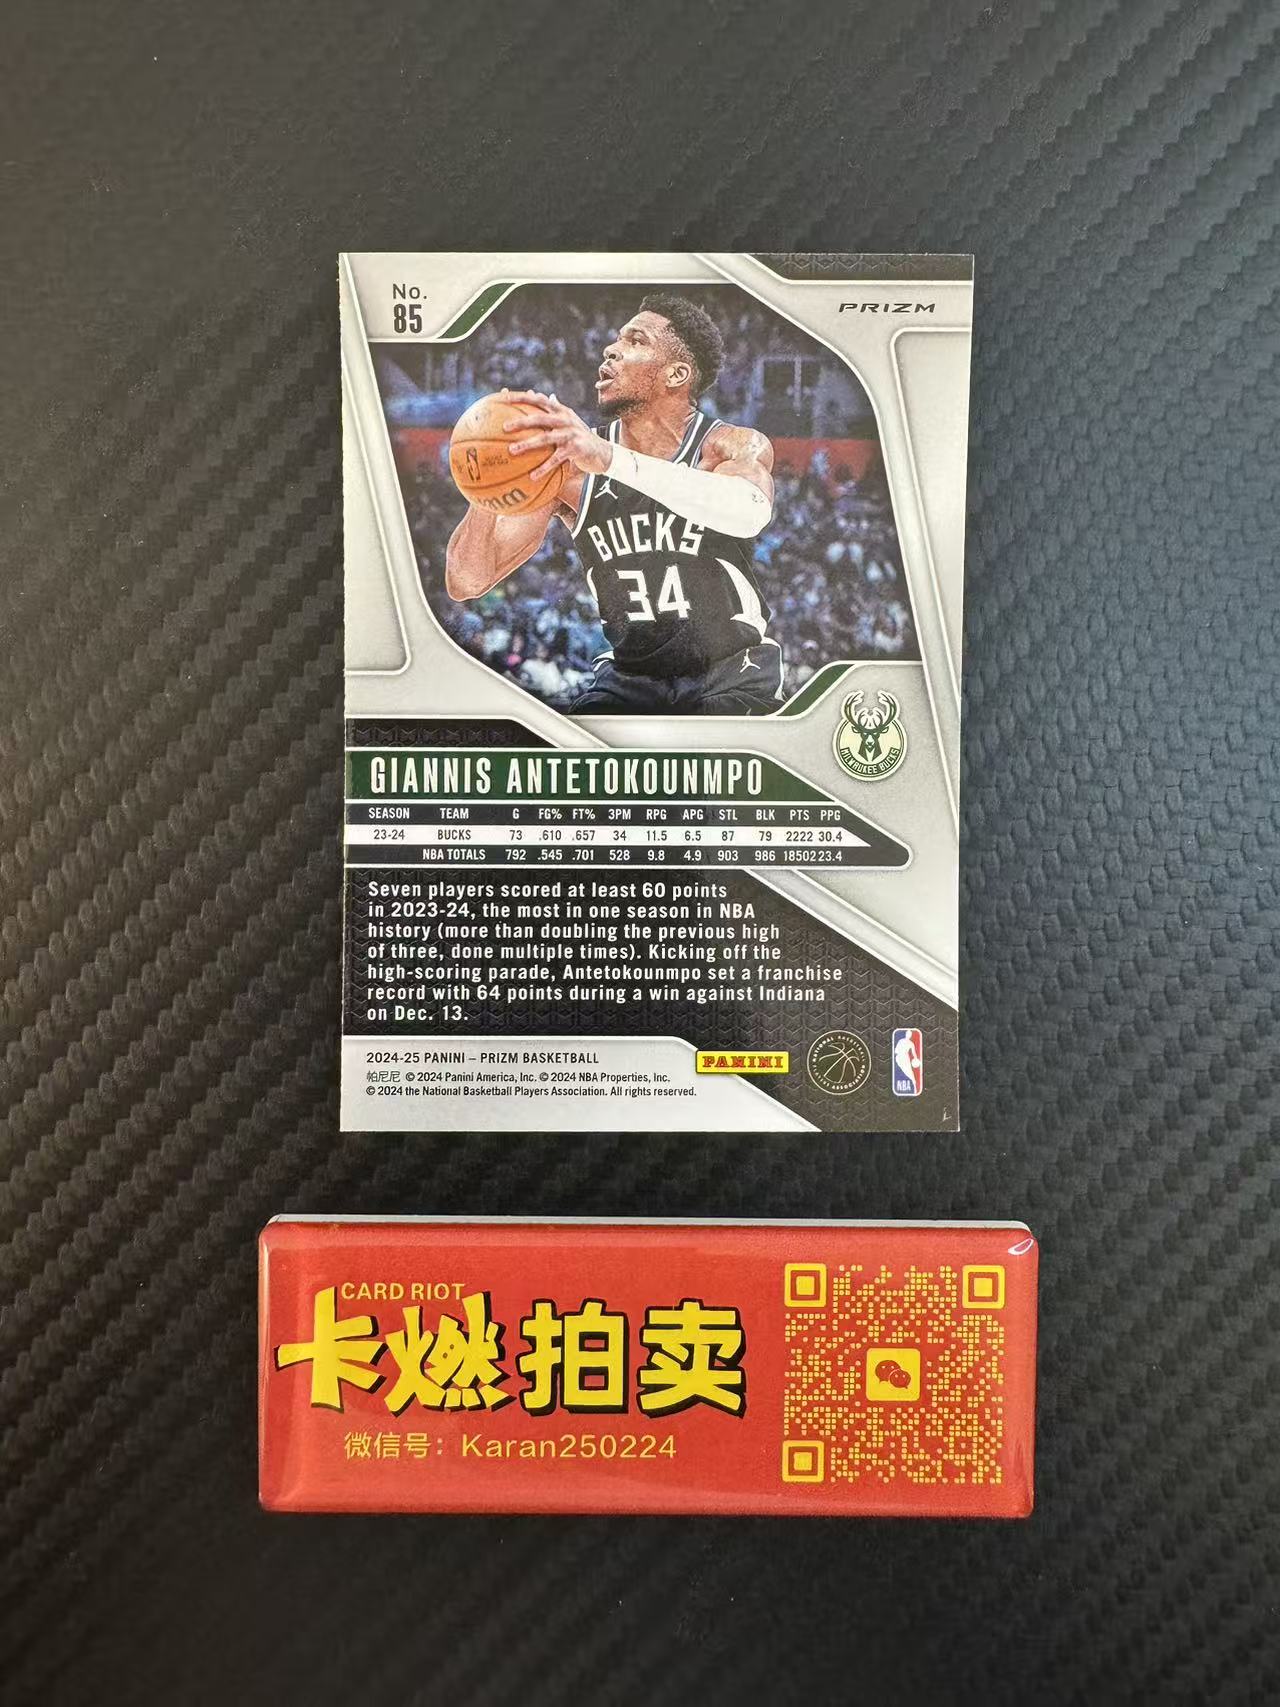 No.
85
PRIZM
BUCKS
34
MILWAUKEE BUCKS
GIANNIS ANTETOKOUNMPO
SEASON TEAM G FG% FT% 3PM RPG APG STL BLK PTS PPG
23-24 BUCKS 73 .610 .657 34 11.5 6.5 87 79 2222 30.4
NBA TOTALS 792 .545 .701 528 9.8 4.9 903 986 18502 23.4
Seven players scored at least 60 points
in 2023-24, the most in one season in NBA
history (more than doubling the previous high
of three, done multiple times). Kicking off the
high-scoring parade, Antetokounmpo set a franchise
record with 64 points during a win against Indiana
on Dec. 13.
2024-25 PANINI – PRIZM BASKETBALL
帕尼尼 © 2024 Panini America, Inc. © 2024 NBA Properties, Inc.
© 2024 the National Basketball Players Association. All rights reserved.
PANINI
NATIONAL BASKETBALL PLAYERS ASSOCIATION
NBA
CARD RIOT
卡燃拍卖
微信号：Karan250224